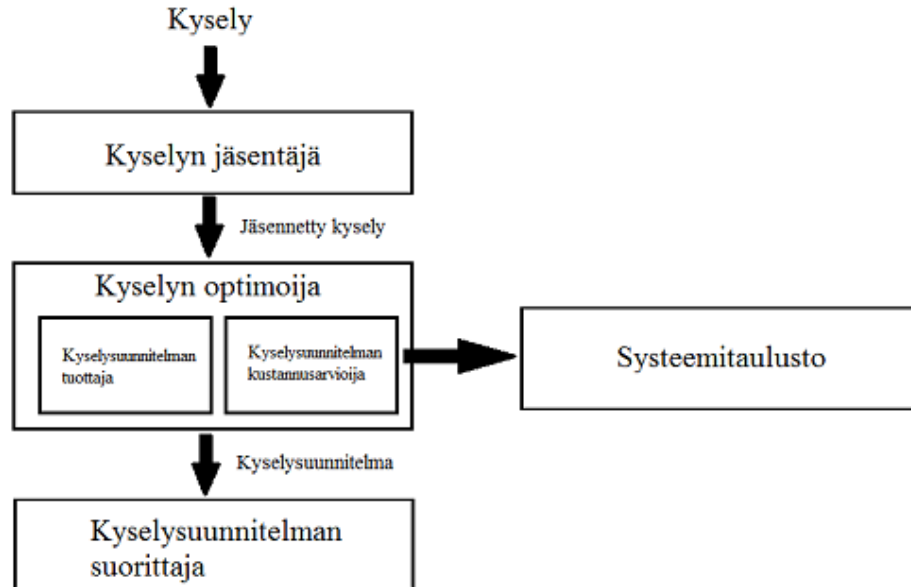 Kysely
Kyselyn jäsentäjä
Jäsennetty kysely
Kyselyn optimoija
Kyselysuunnitelman
tuottaja
Kyselysuunnitelman
kustannusarvioija
Systeemitaulusto
Kyselysuunnitelma
Kyselysuunnitelman
suorittaja